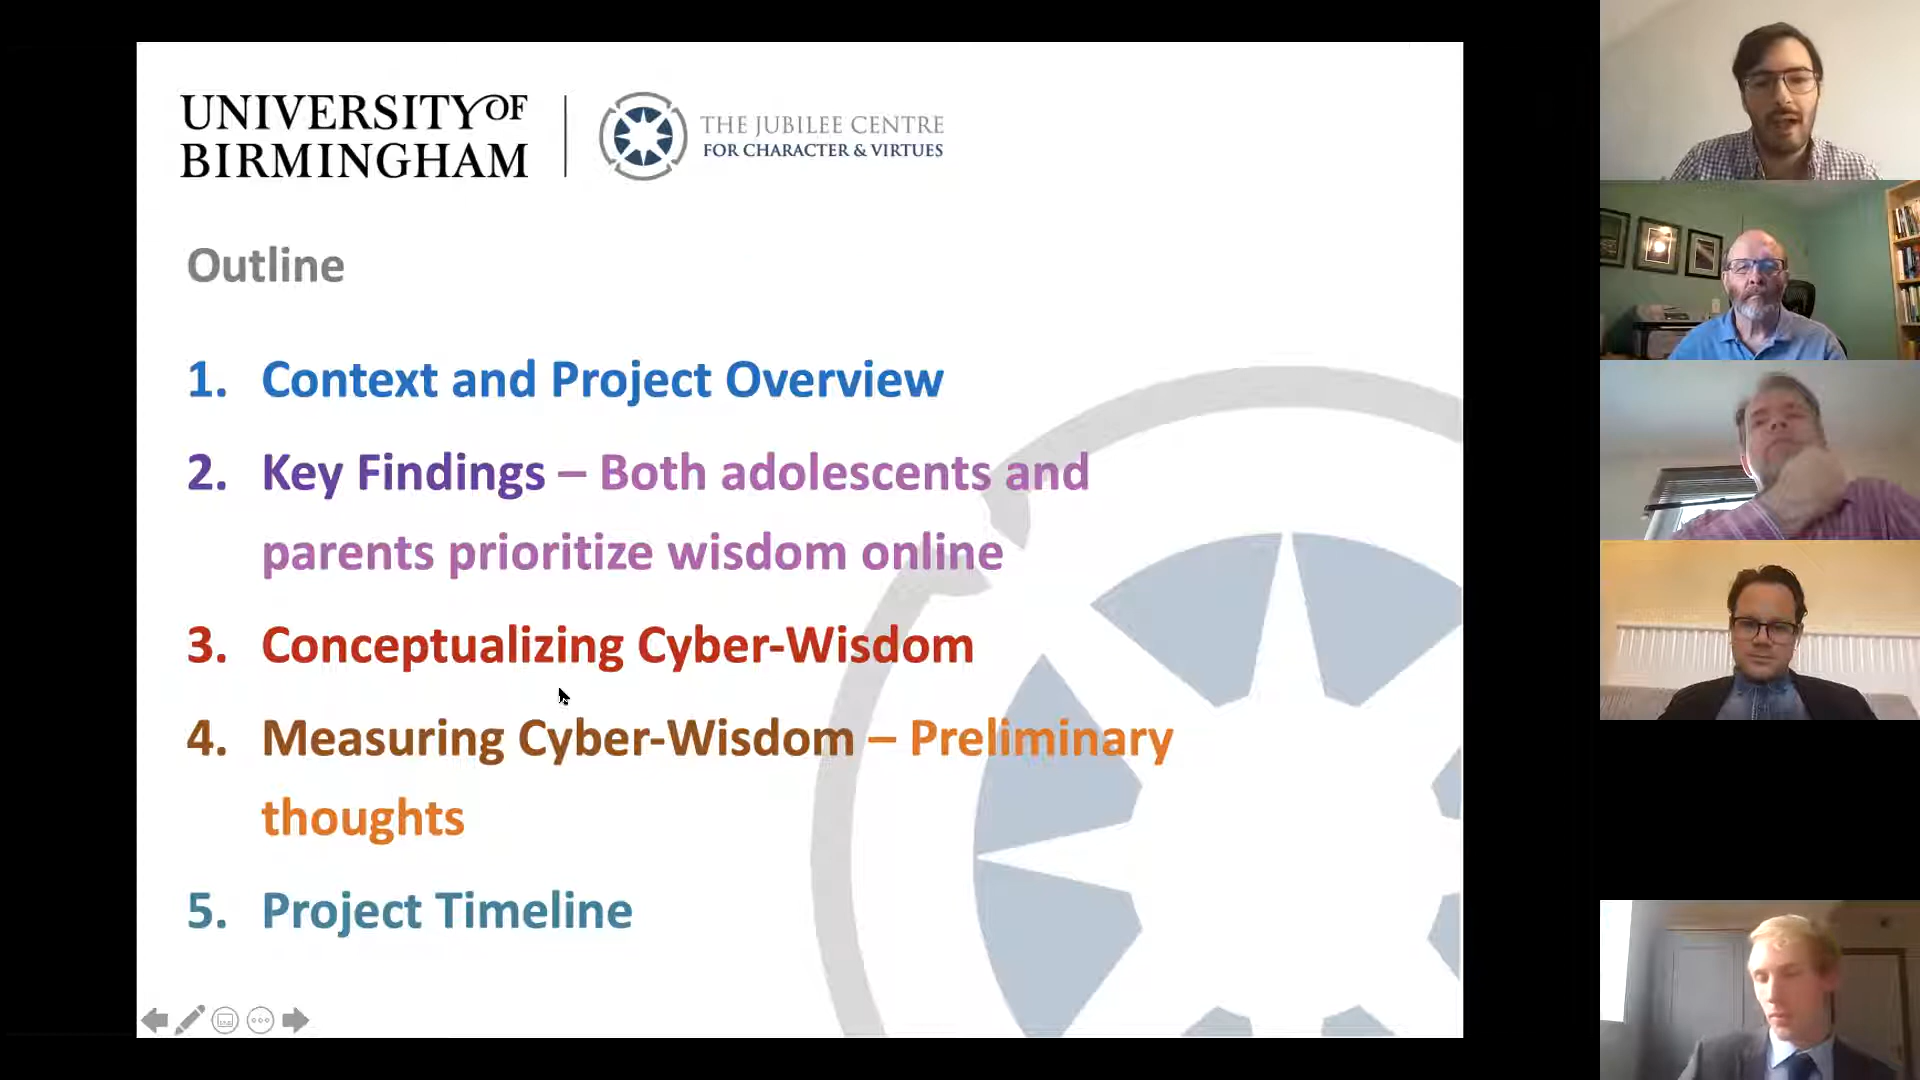 UNIVERSITY OF
BIRMINGHAM
THE JUBILEE CENTRE
FOR CHARACTER & VIRTUES
Outline
1. Context and Project Overview
2. Key Findings – Both adolescents and
parents prioritize wisdom online
3. Conceptualizing Cyber-Wisdom
4. Measuring Cyber-Wisdom – Preliminary
thoughts
5. Project Timeline